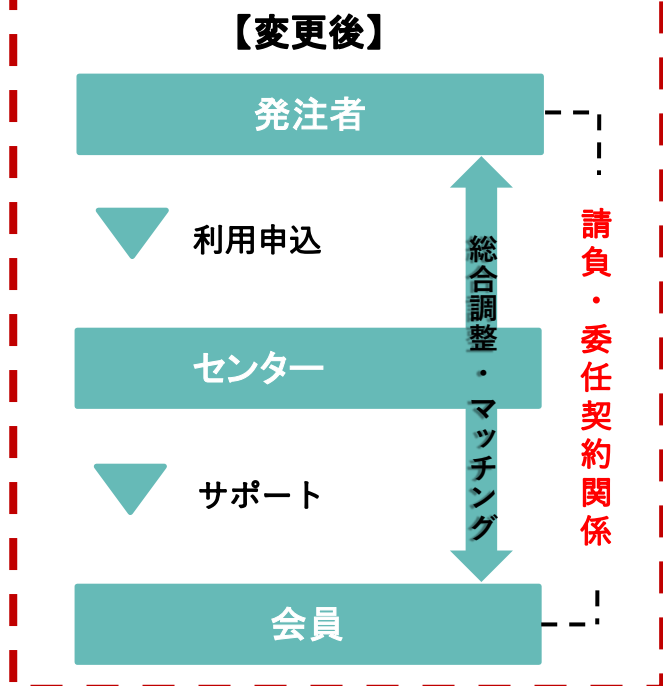 【変更後】
発注者
利用申込
総合調整・マッチング
請負・委任契約関係
センター
サポート
会員